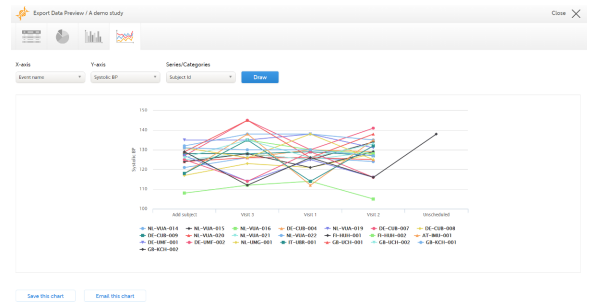 Export Data Preview / A demo study
Close
X-axis
Y-axis
Series/Categories
Event name
Systolic BP
Subject Id
Draw
150
140
130
120
110
100
Systolic BP
Add subject
Visit 3
Visit 1
Visit 2
Unscheduled
NL-VUA-014 NL-VUA-015 NL-VUA-016 DE-CUB-004 NL-VUA-019 DE-CUB-007 DE-CUB-008
DE-CUB-009 NL-VUA-020 NL-VUA-021 NL-VUA-022 FI-HUH-001 FI-HUH-002 AT-IMU-001
DE-UMF-001 DE-UMF-002 NL-UMG-001 IT-UBR-001 GB-UCH-001 GB-UCH-002 GB-KCH-001
GB-KCH-002
Save this chart
Email this chart